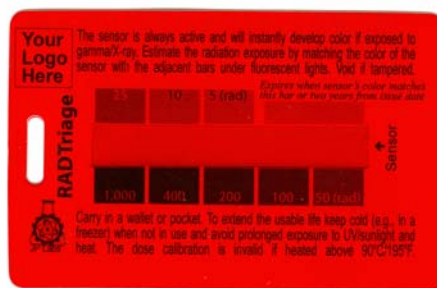 Your
Logo
Here
The sensor is always active and will instantly develop color if exposed to
gamma/X-ray. Estimate the radiation exposure by matching the color of the
sensor with the adjacent bars under fluorescent lights. Void if tampered.
25 10 5 (rad)
Expires when sensor's color matches
this bar or two years from issue date
RADTriage
Sensor
1,000 400 200 100 50 (rad)
JP Labs
Carry in a wallet or pocket. To extend the usable life keep cold (e.g., in a
freezer) when not in use and avoid prolonged exposure to UV/sunlight and
heat. The dose calibration is invalid if heated above 90°C/195°F.